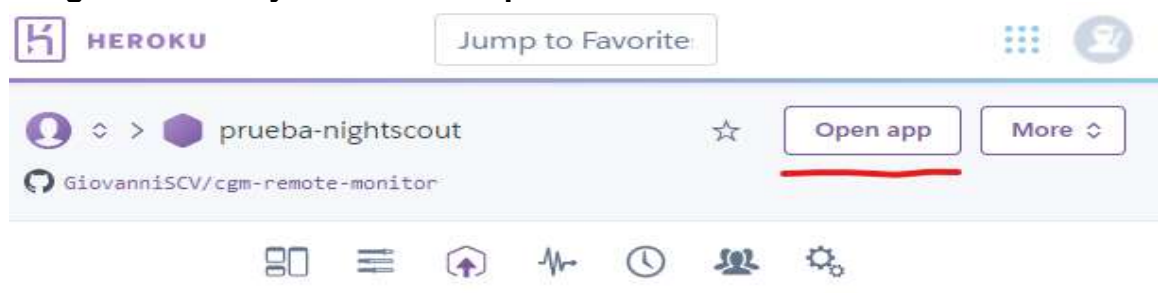 HEROKU
Jump to Favorite
prueba-nightscout
Open app
More
GiovanniSCV/cgm-remote-monitor